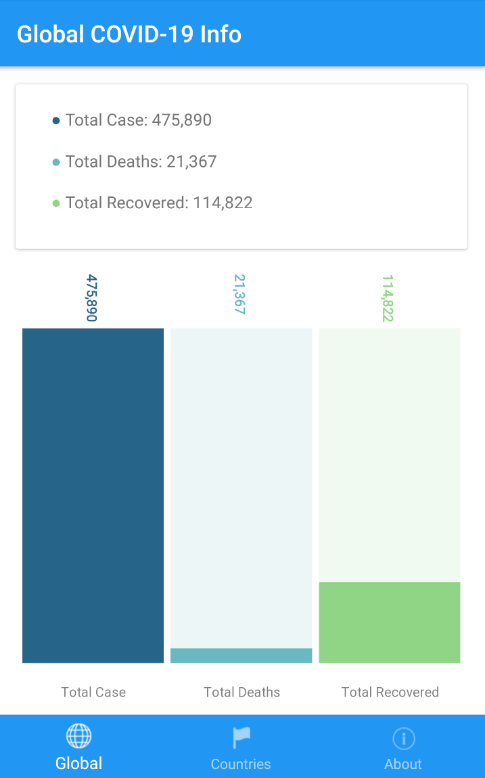 Global COVID-19 Info
Total Case: 475,890
Total Deaths: 21,367
Total Recovered: 114,822
475,890
21,367
114,822
Total Case
Total Deaths
Total Recovered
Global
Countries
About